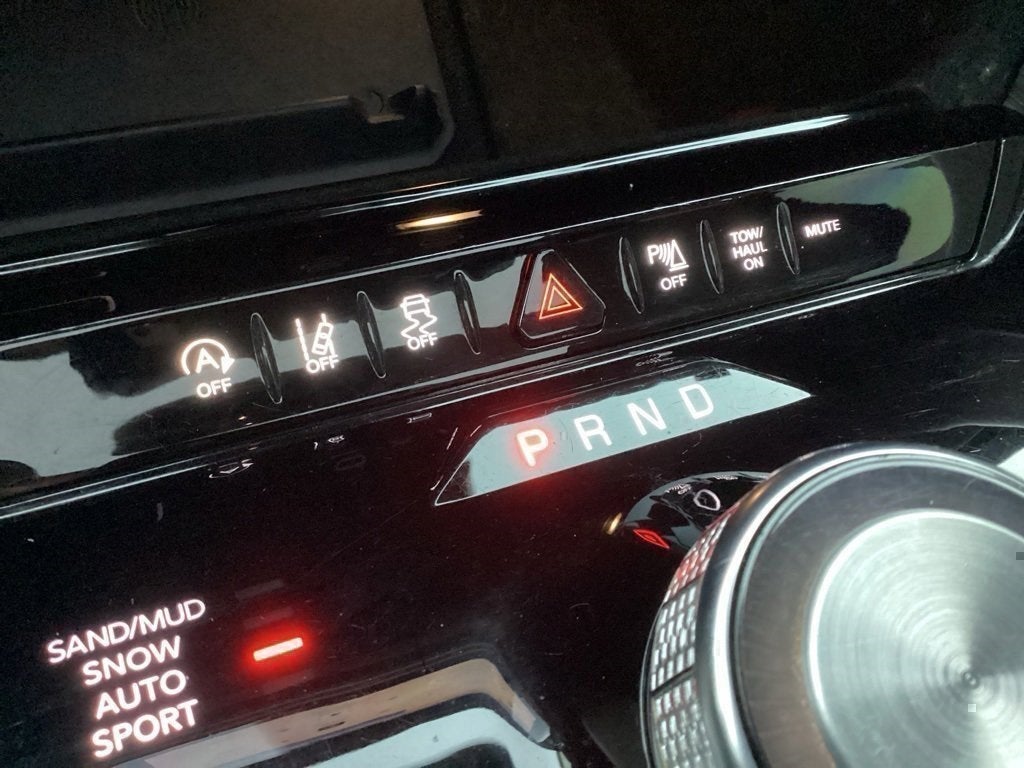 A
OFF
OFF
OFF
P
OFF
TOW/
HAUL
ON
MUTE
P R N D
SAND/MUD
SNOW
AUTO
SPORT